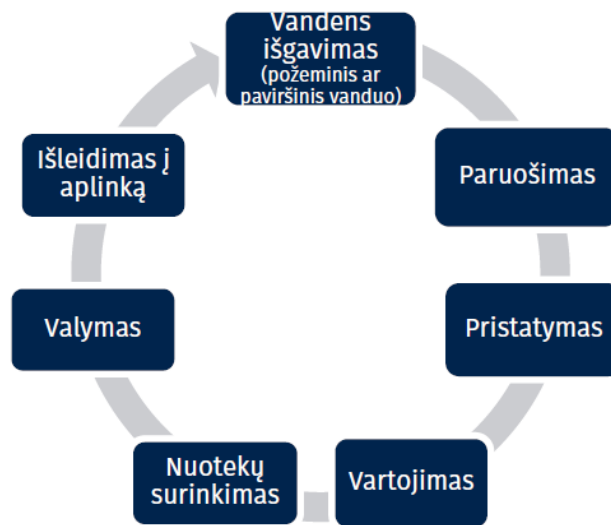 Vandens
išgavimas
(požeminis ar
paviršinis vanduo)
Paruošimas
Pristatymas
Vartojimas
Nuotekų
surinkimas
Valymas
Išleidimas į
aplinką